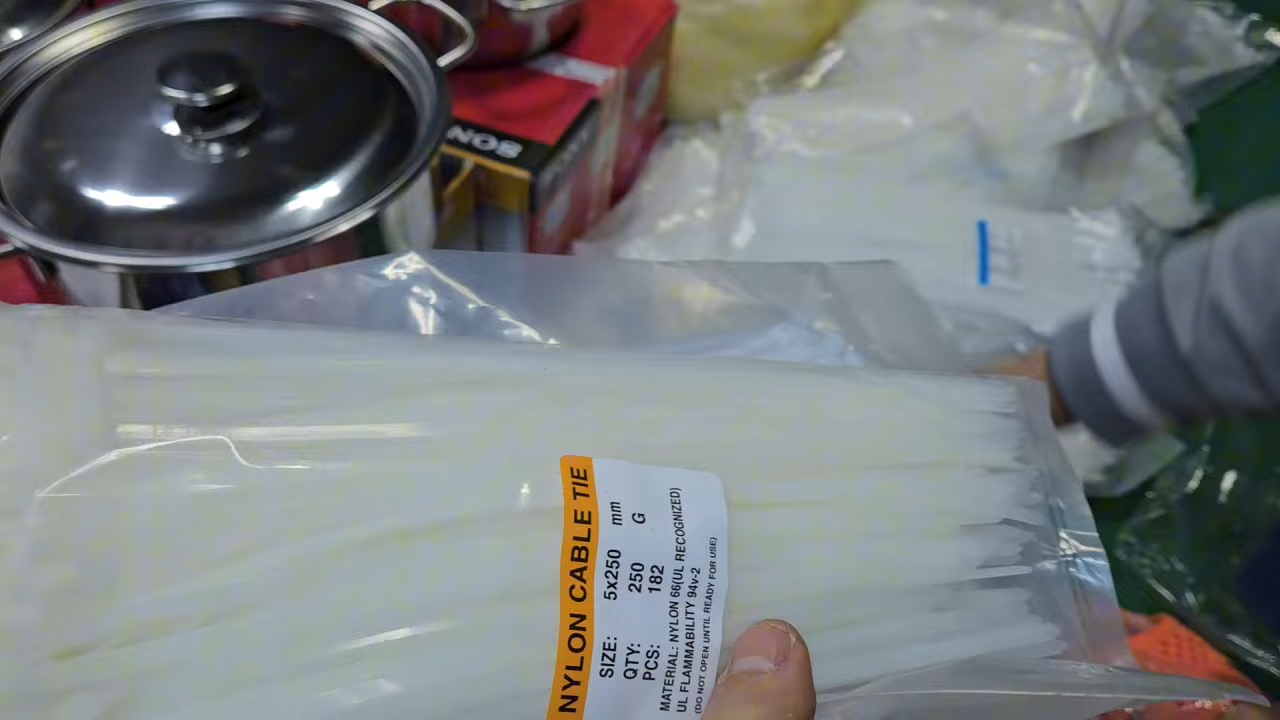 BON
NYLON CABLE TIE
SIZE: 5x250 mm
QTY: 250 G
PCS: 182
MATERIAL: NYLON 66(UL RECOGNIZED)
UL FLAMMABILITY 94v-2
(DO NOT OPEN UNTIL READY FOR USE)